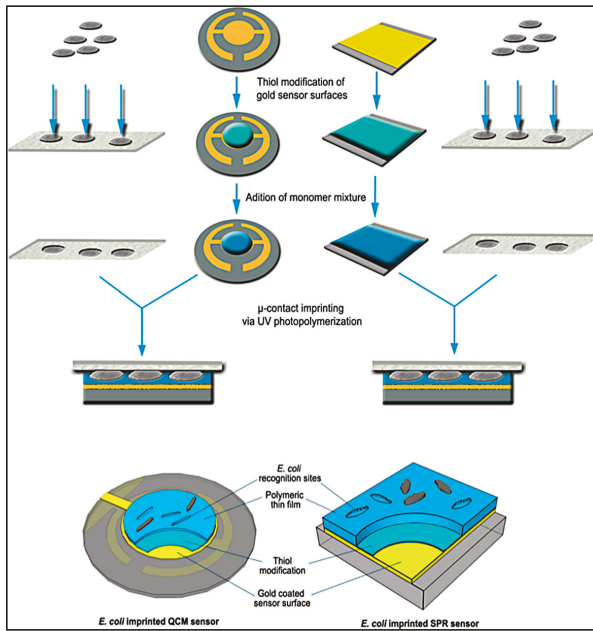 Thiol modification of
gold sensor surfaces
Adition of monomer mixture
µ-contact imprinting
via UV photopolymerization
E. coli
recognition sites
Polymeric thin film
Thiol
modification
Gold coated
sensor surface
E. coli imprinted QCM sensor
E. coli imprinted SPR sensor